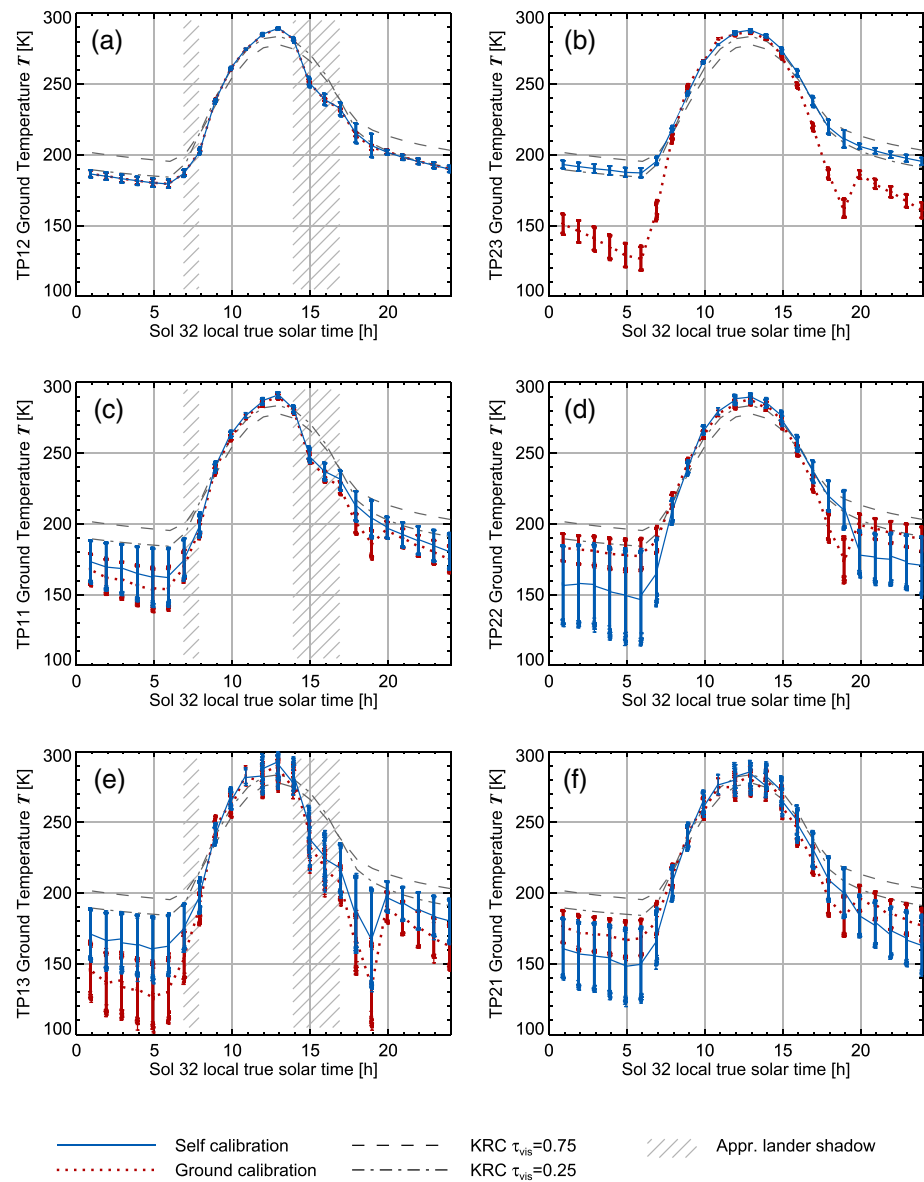 300
250
200
150
100
TP12 Ground Temperature T [K]
(a)
0 5 10 15 20
Sol 32 local true solar time [h]
300
250
200
150
100
TP23 Ground Temperature T [K]
(b)
0 5 10 15 20
Sol 32 local true solar time [h]
300
250
200
150
100
TP11 Ground Temperature T [K]
(c)
0 5 10 15 20
Sol 32 local true solar time [h]
300
250
200
150
100
TP22 Ground Temperature T [K]
(d)
0 5 10 15 20
Sol 32 local true solar time [h]
300
250
200
150
100
TP13 Ground Temperature T [K]
(e)
0 5 10 15 20
Sol 32 local true solar time [h]
300
250
200
150
100
TP21 Ground Temperature T [K]
(f)
0 5 10 15 20
Sol 32 local true solar time [h]
Self calibration
KRC τvis=0.75
Appr. lander shadow
Ground calibration
KRC τvis=0.25